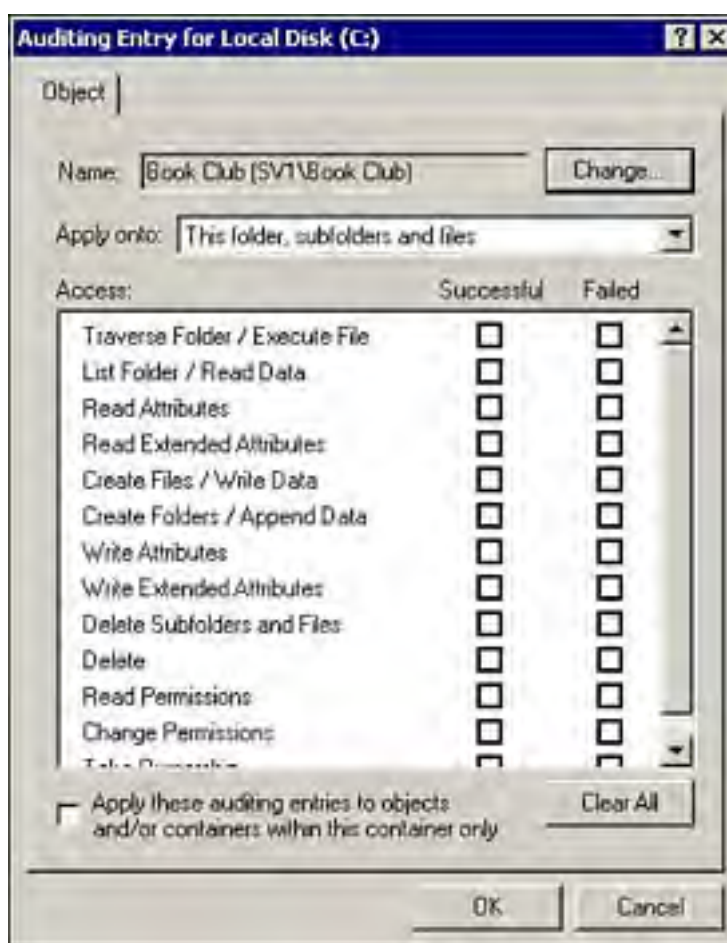 Auditing Entry for Local Disk (C:)
Object
Name: Book Club (SV1\Book Club) Change...
Apply onto: This folder, subfolders and files
Access: Successful Failed
Traverse Folder / Execute File
List Folder / Read Data
Read Attributes
Read Extended Attributes
Create Files / Write Data
Create Folders / Append Data
Write Attributes
Write Extended Attributes
Delete Subfolders and Files
Delete
Read Permissions
Change Permissions
Take Ownership
Apply these auditing entries to objects
and/or containers within this container only
Clear All
OK Cancel